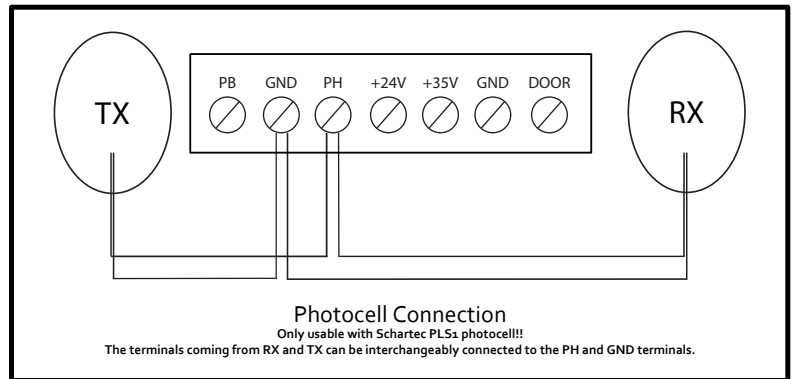 PB GND PH +24V +35V GND DOOR
TX
RX
Photocell Connection
Only usable with Schartec PLS1 photocell!!
The terminals coming from RX and TX can be interchangeably connected to the PH and GND terminals.